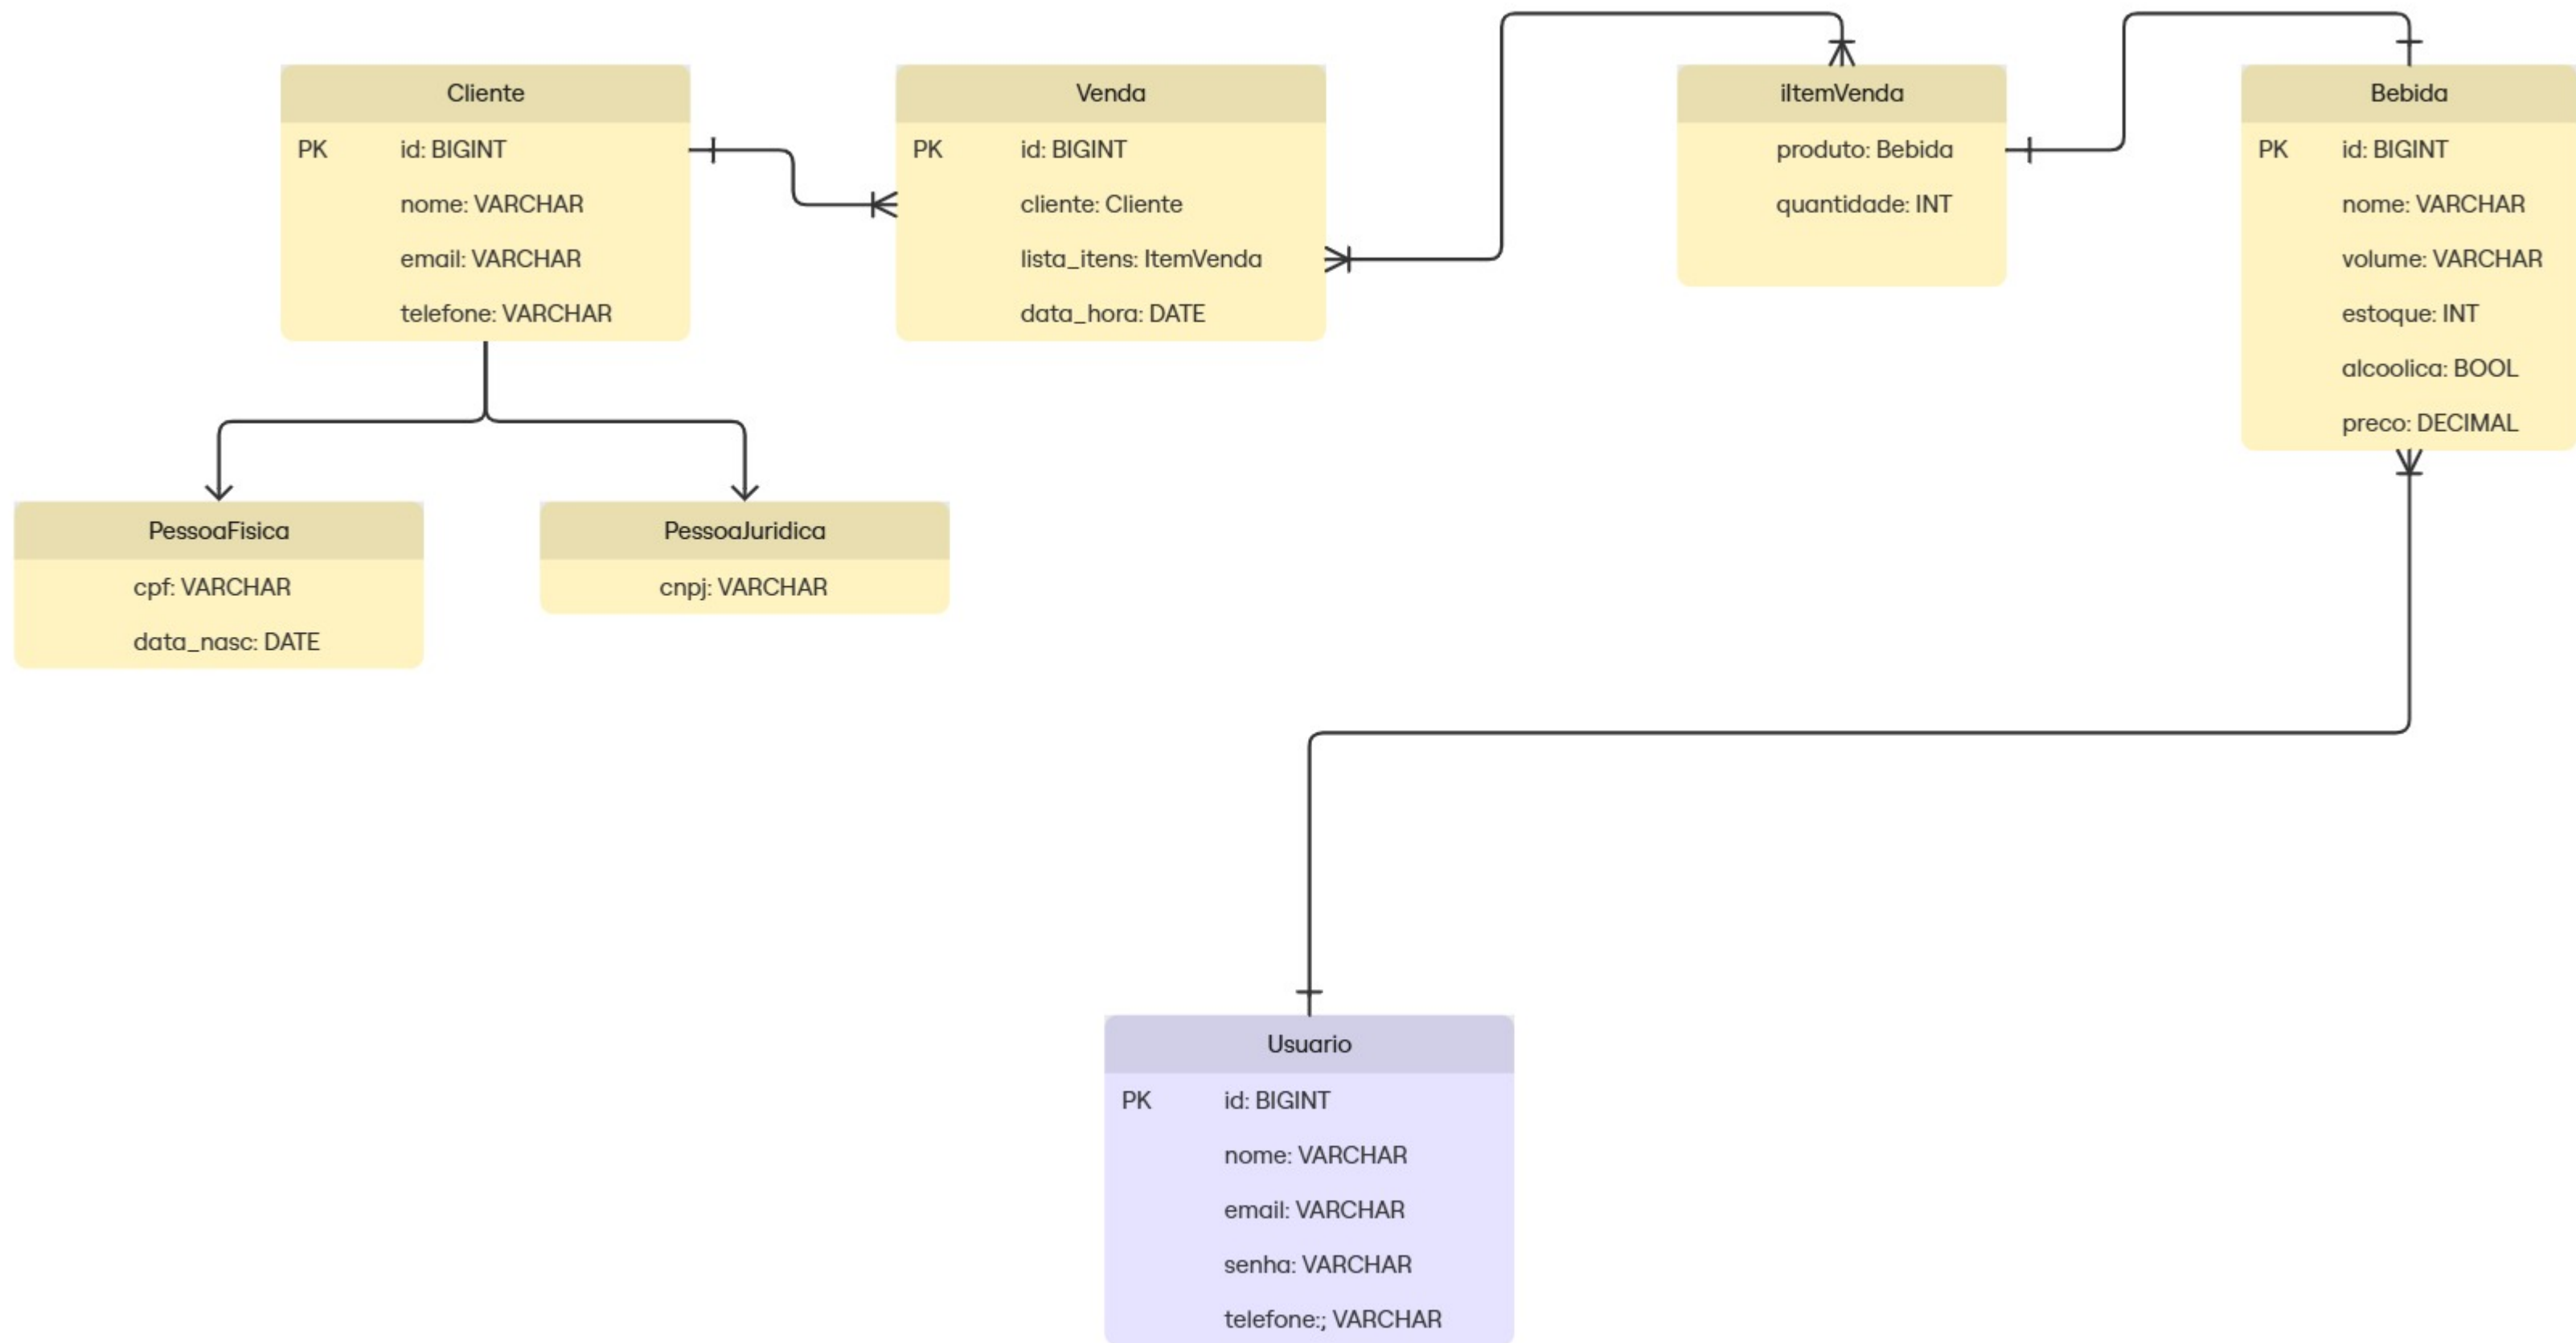 Cliente
PK id: BIGINT
nome: VARCHAR
email: VARCHAR
telefone: VARCHAR
Venda
PK id: BIGINT
cliente: Cliente
lista_itens: ItemVenda
data_hora: DATE
iItemVenda
produto: Bebida
quantidade: INT
Bebida
PK id: BIGINT
nome: VARCHAR
volume: VARCHAR
estoque: INT
alcoolica: BOOL
preco: DECIMAL
PessoaFisica
cpf: VARCHAR
data_nasc: DATE
PessoaJuridica
cnpj: VARCHAR
Usuario
PK id: BIGINT
nome: VARCHAR
email: VARCHAR
senha: VARCHAR
telefone:; VARCHAR